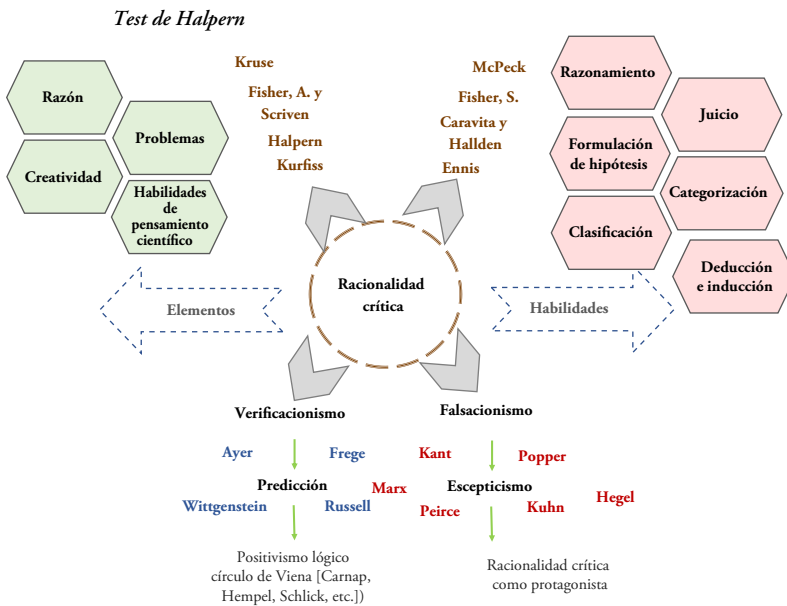 Test de Halpern
Kruse
Fisher, A. y
Scriven
Halpern
Kurfiss
McPeck
Fisher, S.
Caravita y
Hallden
Ennis
Razón
Problemas
Creatividad
Habilidades
de
pensamiento
científico
Razonamiento
Juicio
Formulación
de hipótesis
Categorización
Clasificación
Deducción
e inducción
Elementos
Racionalidad
crítica
Habilidades
Verificacionismo
Falsacionismo
Ayer
Frege
Kant
Popper
Predicción
Marx
Escepticismo
Wittgenstein
Russell
Peirce
Kuhn
Hegel
Positivismo lógico
círculo de Viena [Carnap,
Hempel, Schlick, etc.])
Racionalidad crítica
como protagonista